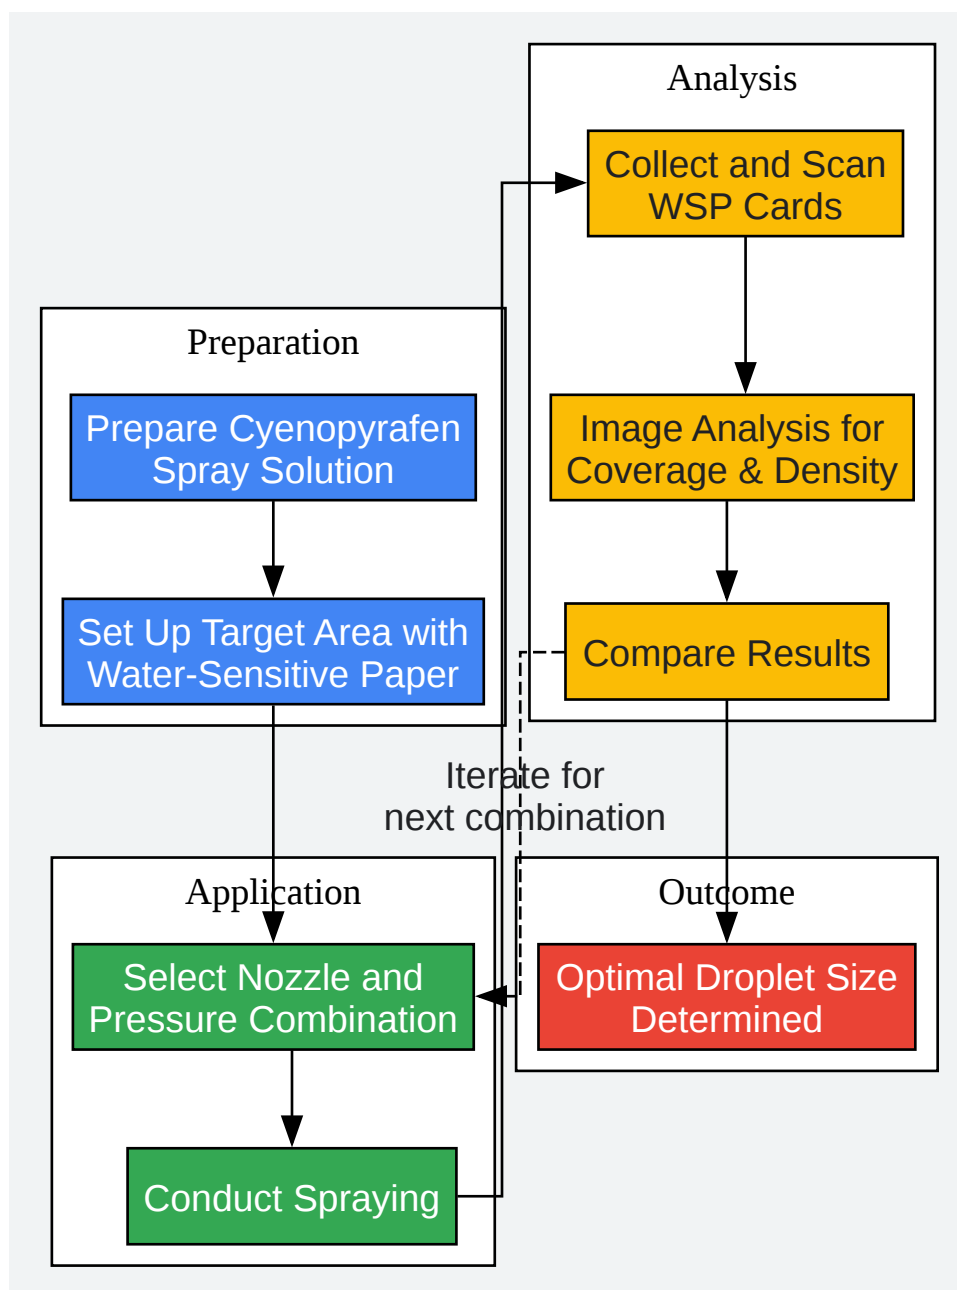 Preparation
Prepare Cyenopyrafen
Spray Solution
Set Up Target Area with
Water-Sensitive Paper
Application
Select Nozzle and
Pressure Combination
Conduct Spraying
Analysis
Collect and Scan
WSP Cards
Image Analysis for
Coverage & Density
Compare Results
Iterate for
next combination
Outcome
Optimal Droplet Size
Determined